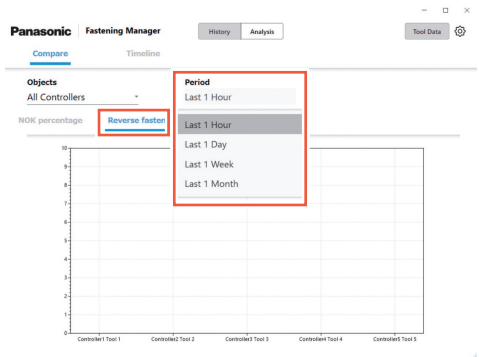 Panasonic Fastening Manager History Analysis Tool Data
Compare Timeline
Objects Period
All Controllers Last 1 Hour
NOK percentage Reverse fasten
Last 1 Hour
Last 1 Day
Last 1 Week
Last 1 Month
10
9
8
7
6
5
4
3
2
1
0
Controller1 Tool 1 Controller2 Tool 2 Controller3 Tool 3 Controller4 Tool 4 Controller5 Tool 5